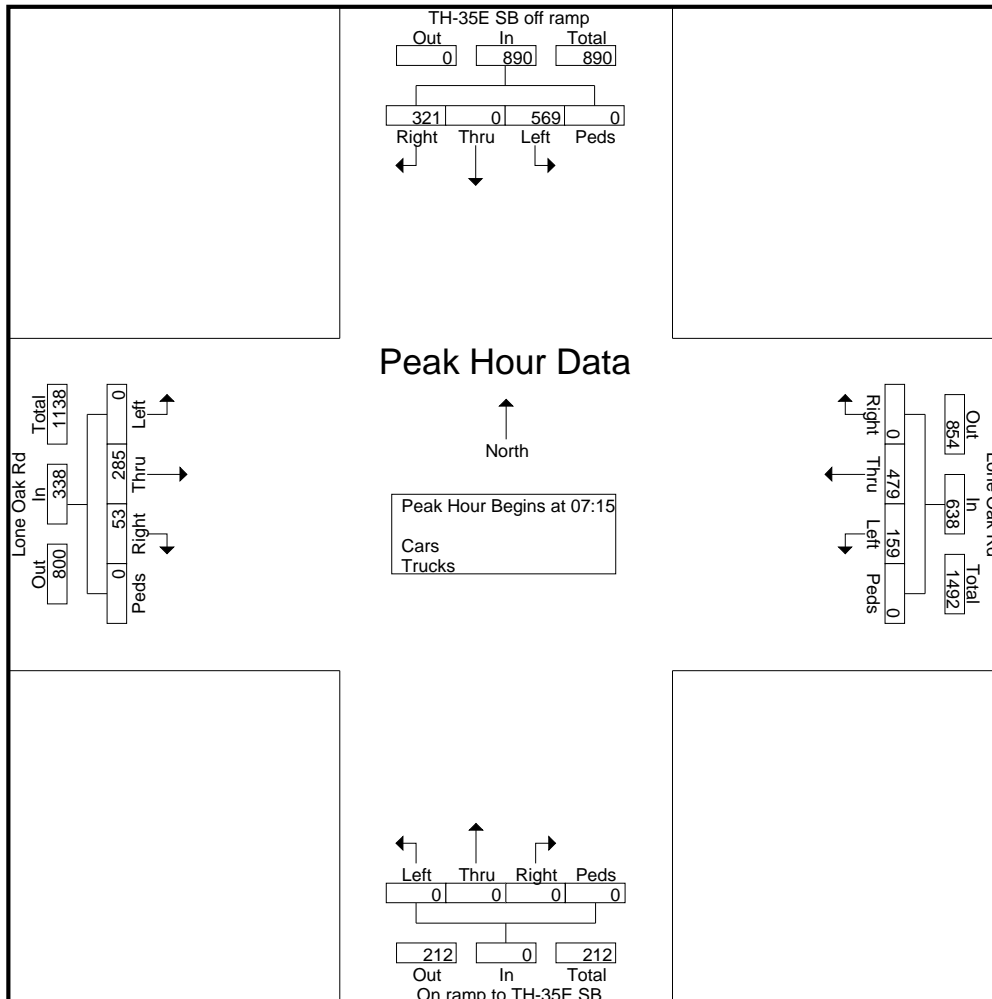 TH-35E SB off ramp
Out In Total
0 890 890
321 0 569 0
Right Thru Left Peds
Peak Hour Data
North
Peak Hour Begins at 07:15
Cars
Trucks
Lone Oak Rd
Out In Total
800 338 1138
0 285 53 0
Left Thru Right Peds
Lone Oak Rd
Out In Total
854 638 1492
0 479 159 0
Right Thru Left Peds
Left Thru Right Peds
0 0 0 0
212 0 212
Out In Total
On ramp to TH-35E SB